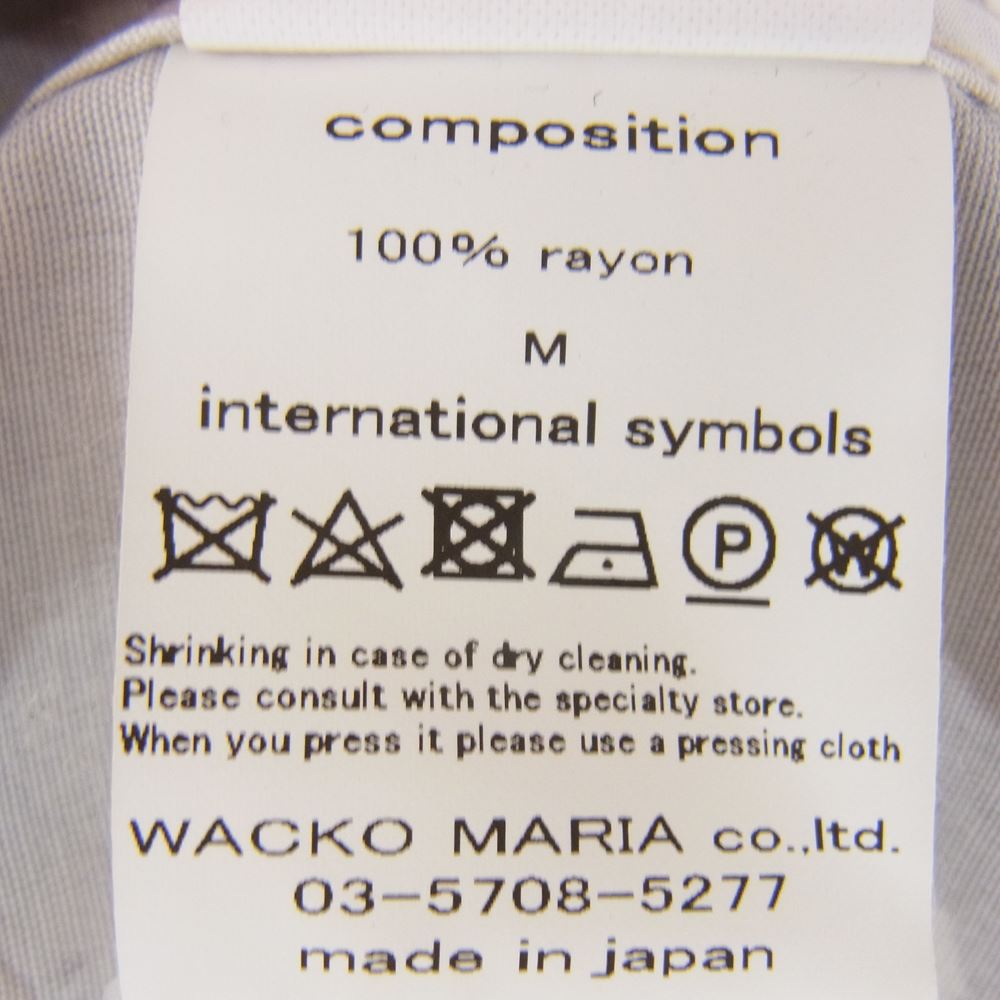 composition
100% rayon
M
international symbols
P W
Shrinking in case of dry cleaning.
Please consult with the specialty store.
When you press it please use a pressing cloth
WACKO MARIA co.,ltd.
03-5708-5277
made in japan